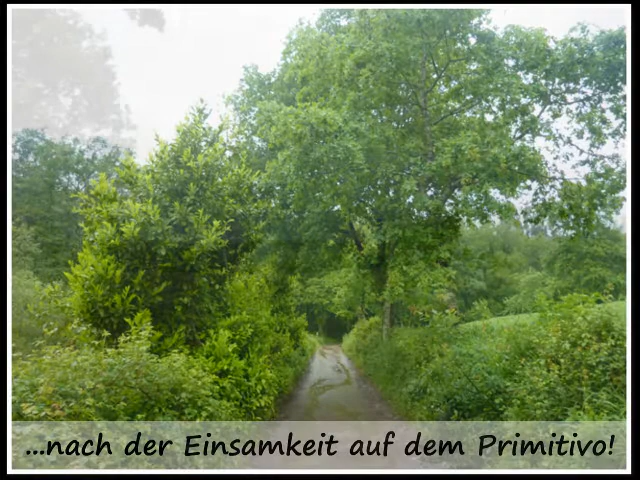 ...nach der Einsamkeit auf dem Primitivo!